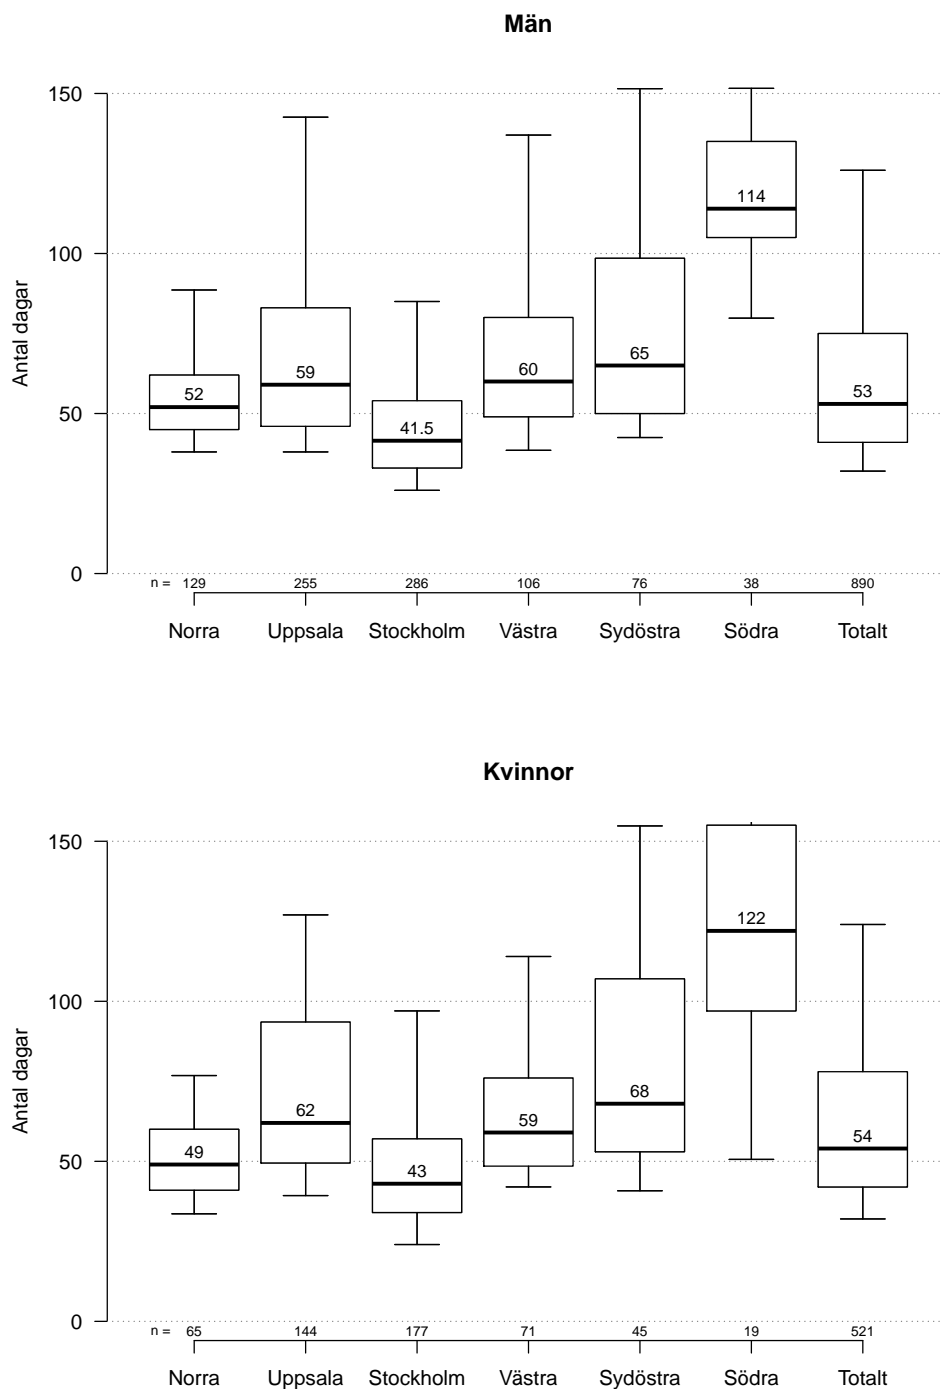 Män
150
114
100
Antal dagar
65
60
59
53
52
50
41.5
0
n = 129 255 286 106 76 38 890
Norra Uppsala Stockholm Västra Sydöstra Södra Totalt
Kvinnor
150
122
100
Antal dagar
68
62
59
54
50
49
43
0
n = 65 144 177 71 45 19 521
Norra Uppsala Stockholm Västra Sydöstra Södra Totalt